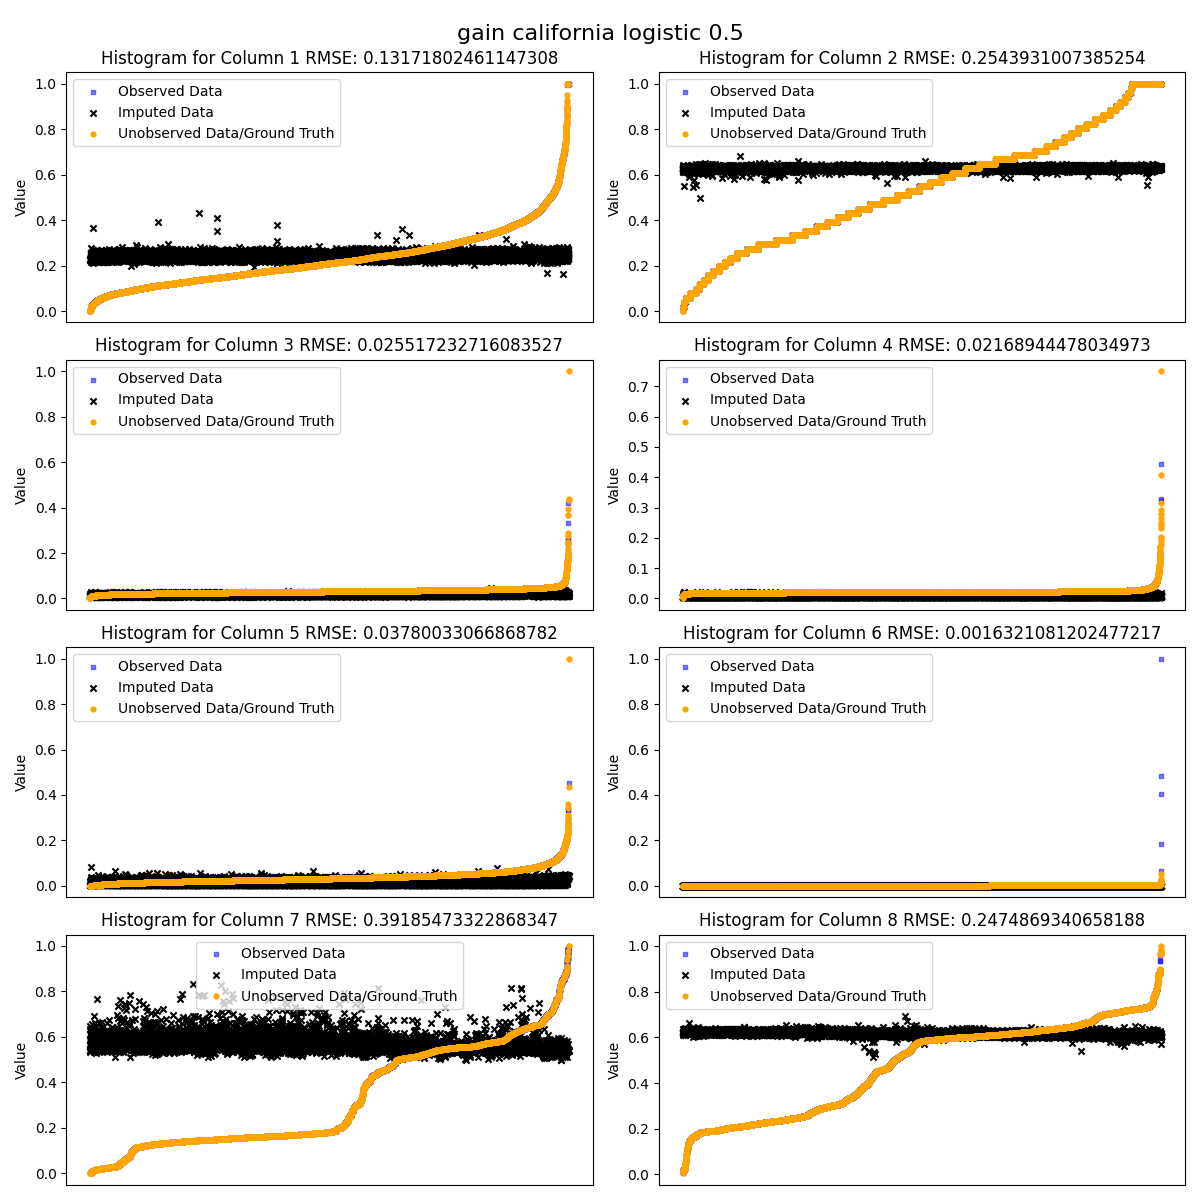 gain california logistic 0.5
Histogram for Column 1 RMSE: 0.13171802461147308
Value
1.0
0.8
0.6
0.4
0.2
0.0
Observed Data
Imputed Data
Unobserved Data/Ground Truth
Histogram for Column 2 RMSE: 0.2543931007385254
Value
1.0
0.8
0.6
0.4
0.2
0.0
Observed Data
Imputed Data
Unobserved Data/Ground Truth
Histogram for Column 3 RMSE: 0.025517232716083527
Value
1.0
0.8
0.6
0.4
0.2
0.0
Observed Data
Imputed Data
Unobserved Data/Ground Truth
Histogram for Column 4 RMSE: 0.02168944478034973
Value
0.7
0.6
0.5
0.4
0.3
0.2
0.1
0.0
Observed Data
Imputed Data
Unobserved Data/Ground Truth
Histogram for Column 5 RMSE: 0.03780033066868782
Value
1.0
0.8
0.6
0.4
0.2
0.0
Observed Data
Imputed Data
Unobserved Data/Ground Truth
Histogram for Column 6 RMSE: 0.0016321081202477217
Value
1.0
0.8
0.6
0.4
0.2
0.0
Observed Data
Imputed Data
Unobserved Data/Ground Truth
Histogram for Column 7 RMSE: 0.39185473322868347
Value
1.0
0.8
0.6
0.4
0.2
0.0
Observed Data
Imputed Data
Unobserved Data/Ground Truth
Histogram for Column 8 RMSE: 0.2474869340658188
Value
1.0
0.8
0.6
0.4
0.2
0.0
Observed Data
Imputed Data
Unobserved Data/Ground Truth